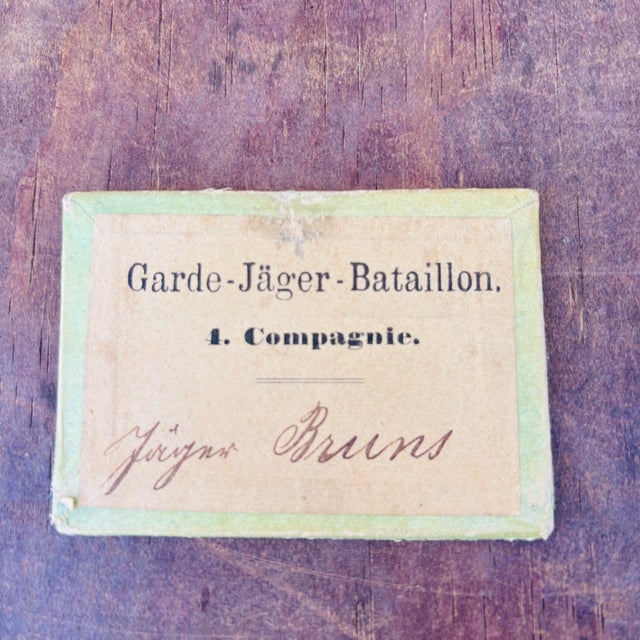 Garde-Jäger-Bataillon.
4. Compagnie.
Jäger Bruns